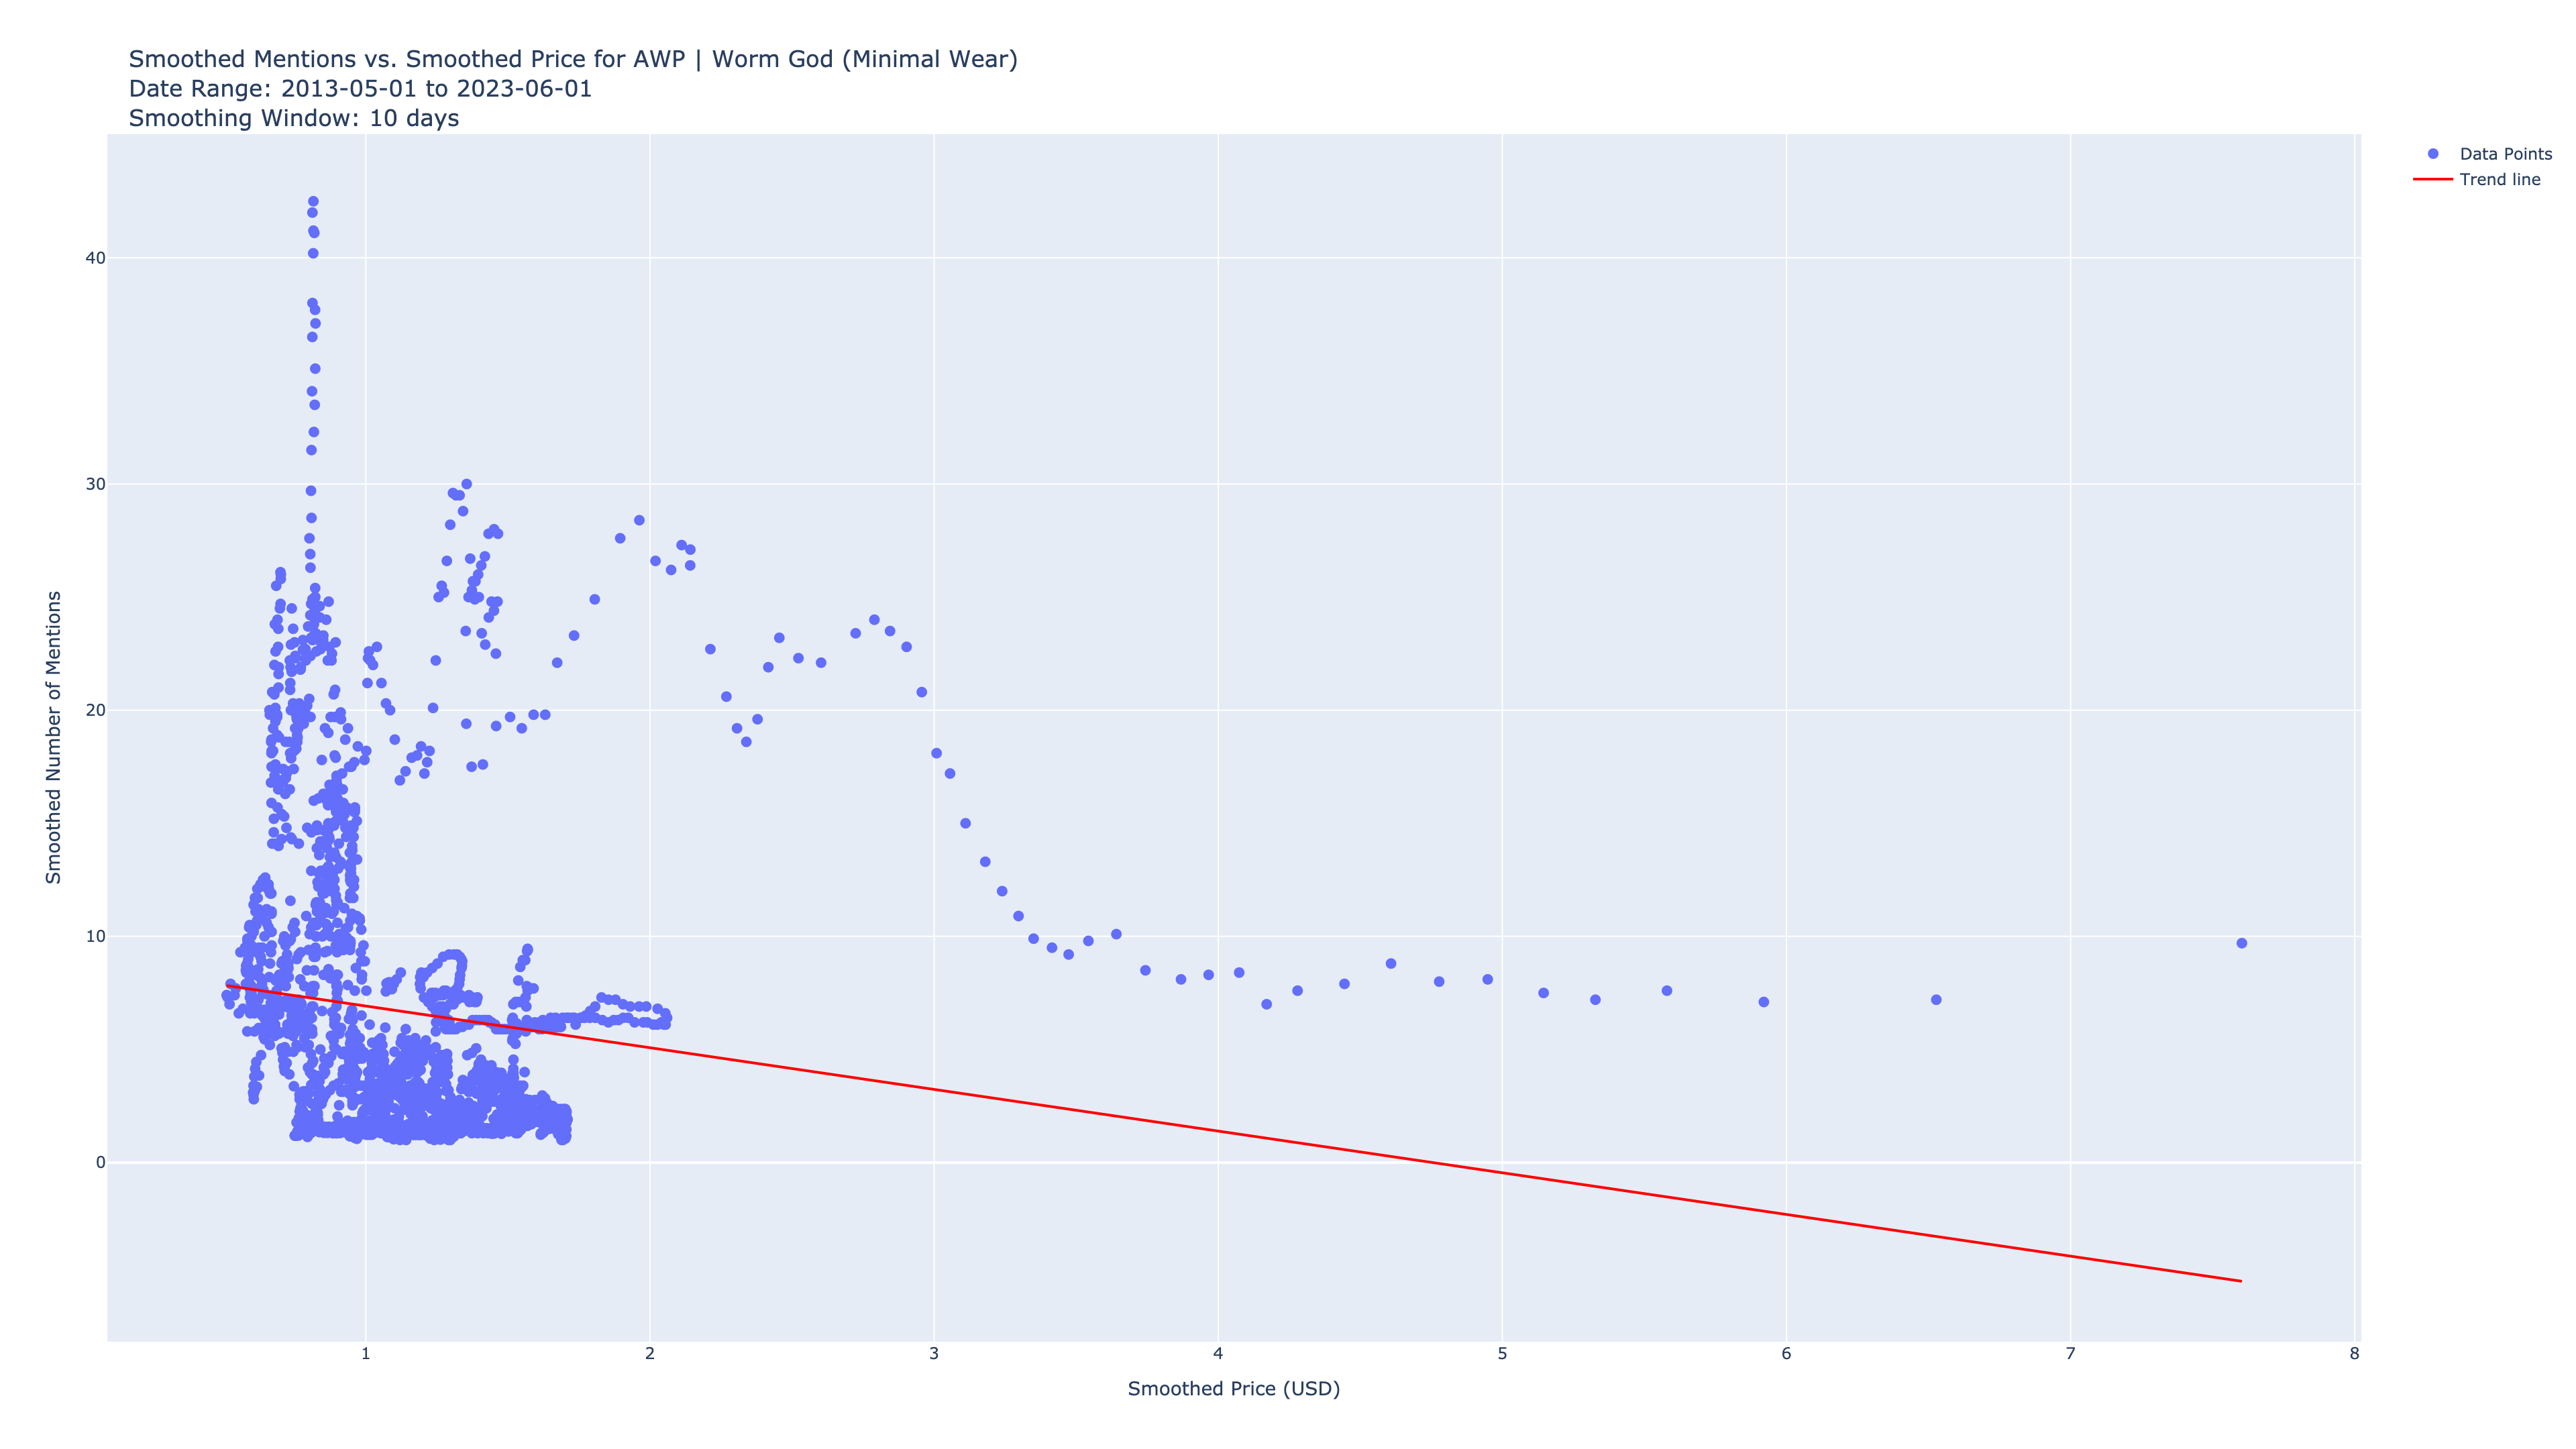 Smoothed Mentions vs. Smoothed Price for AWP | Worm God (Minimal Wear)
Date Range: 2013-05-01 to 2023-06-01
Smoothing Window: 10 days
Data Points
Trend line
40
30
20
10
0
Smoothed Number of Mentions
1
2
3
4
5
6
7
8
Smoothed Price (USD)